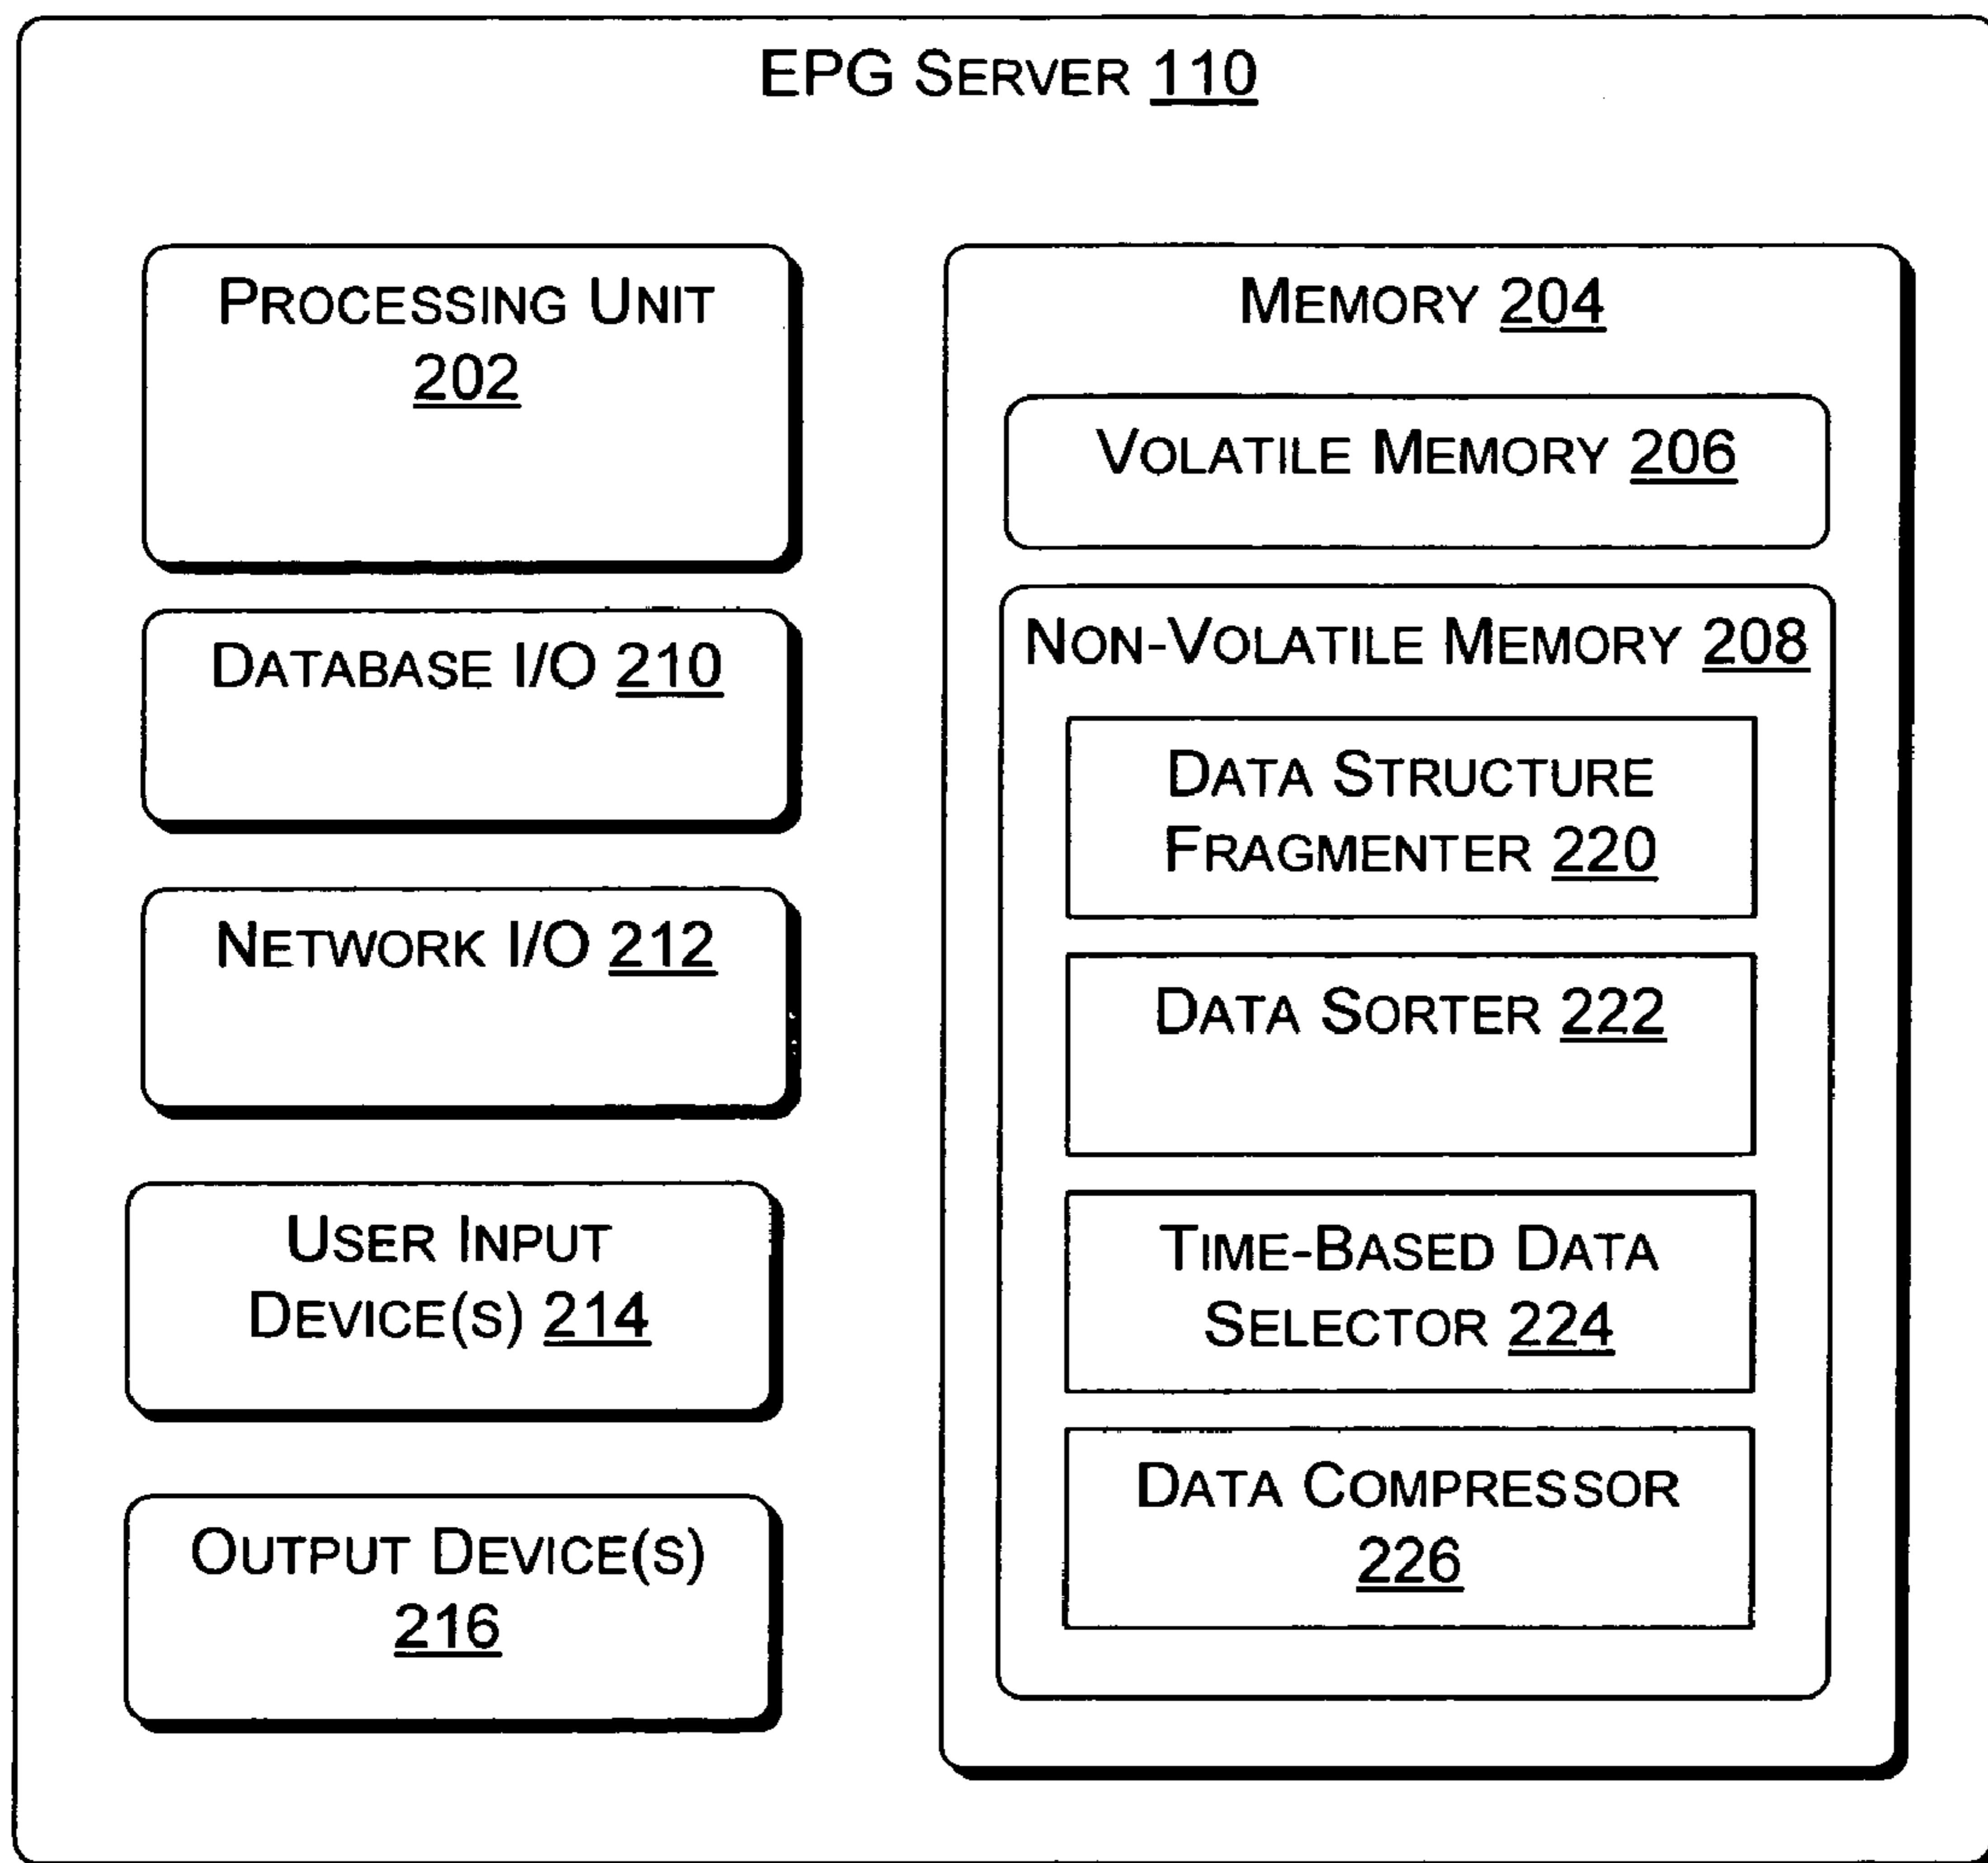 EPG SERVER 110
PROCESSING UNIT
202
DATABASE I/O 210
NETWORK I/O 212
USER INPUT
DEVICE(S) 214
OUTPUT DEVICE(S)
216
MEMORY 204
VOLATILE MEMORY 206
NON-VOLATILE MEMORY 208
DATA STRUCTURE
FRAGMENTER 220
DATA SORTER 222
TIME-BASED DATA
SELECTOR 224
DATA COMPRESSOR
226